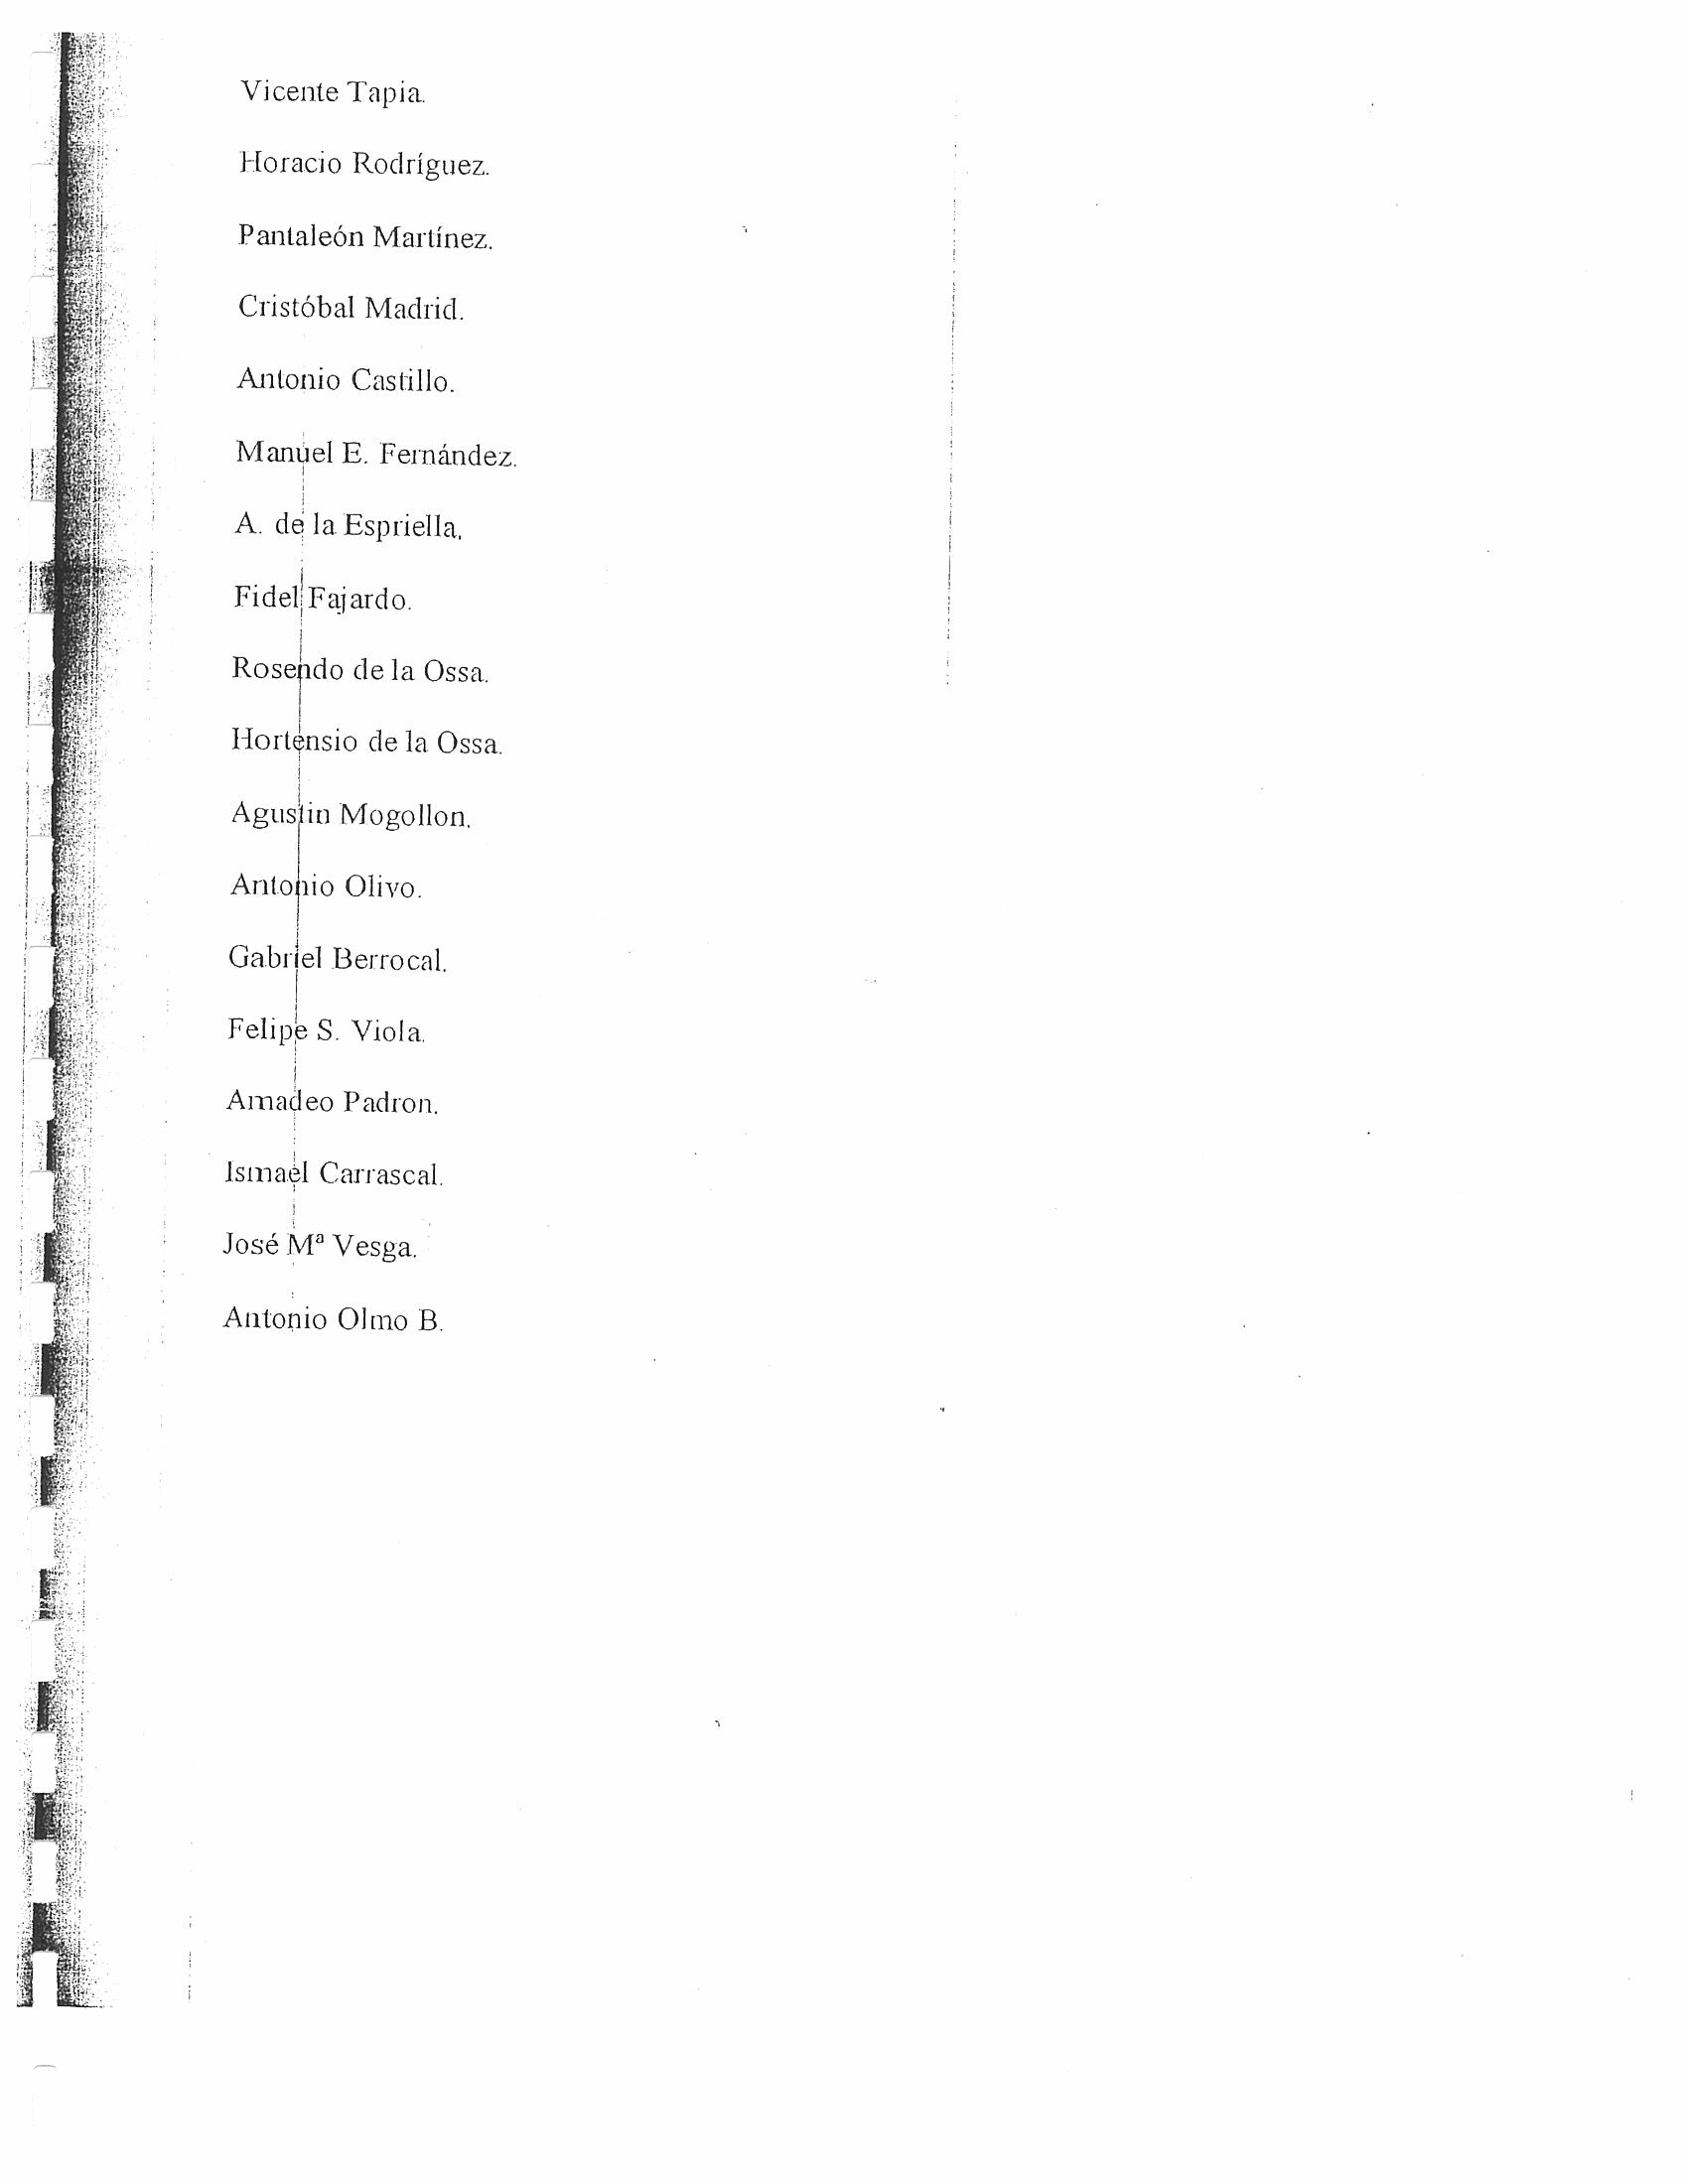 Vicente Tapia.
Horacio Rodríguez.
Pantaleón Martínez.
Cristóbal Madrid.
Antonio Castillo.
Manuel E. Fernández.
A. de la Espriella.
Fidel Fajardo.
Rosendo de la Ossa.
Hortensio de la Ossa.
Agustin Mogollon.
Antonio Olivo.
Gabriel Berrocal.
Felipe S. Viola.
Amadeo Padron.
Ismael Carrascal.
José Mª Vesga.
Antonio Olmo B.